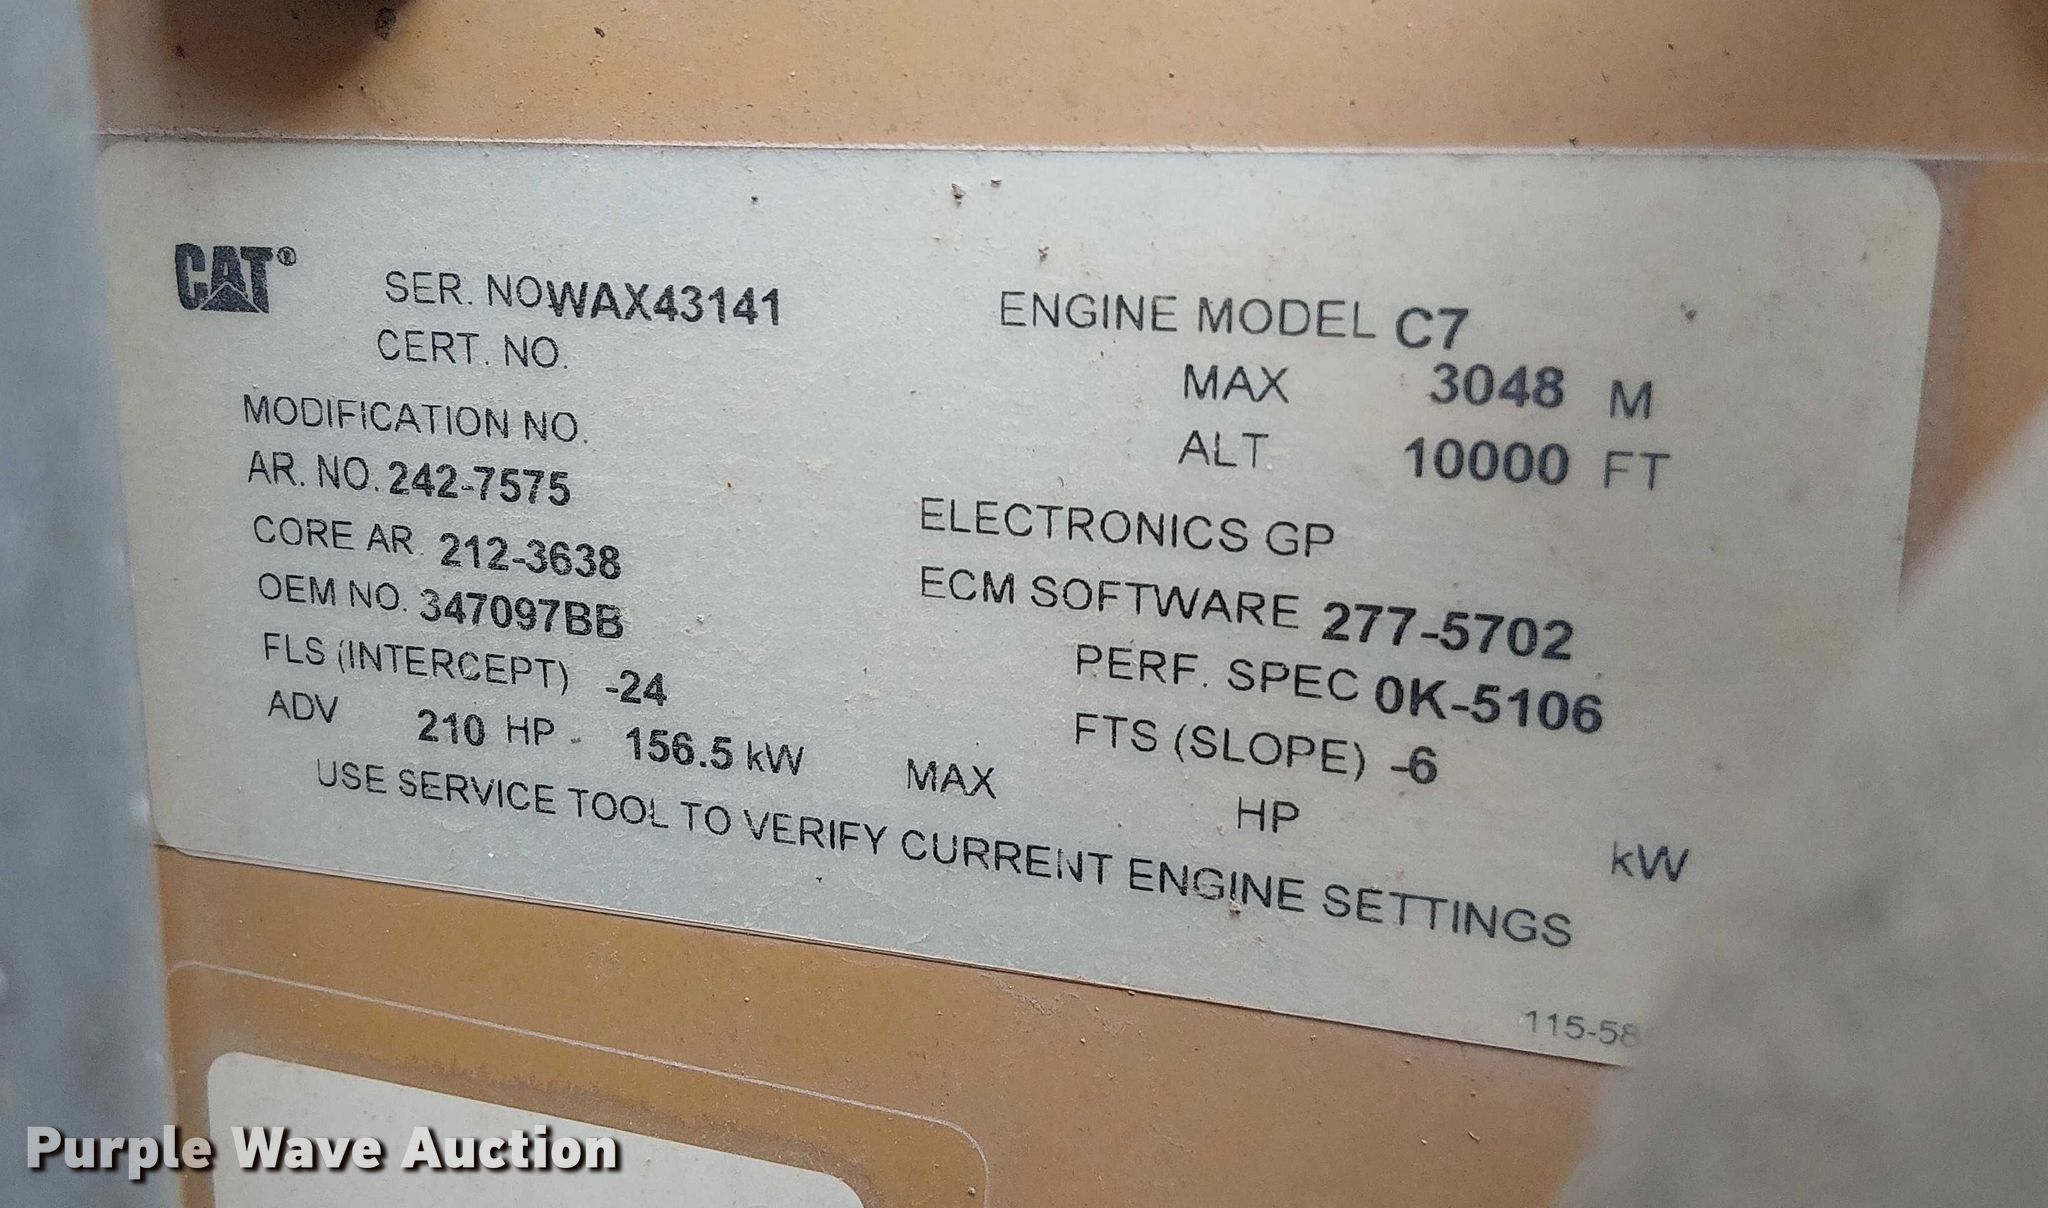 CAT®
SER. NOWAX43141
CERT. NO.
MODIFICATION NO.
AR. NO. 242-7575
CORE AR. 212-3638
OEM NO. 347097BB
FLS (INTERCEPT) -24
ADV 210 HP - 156.5 kW
ENGINE MODEL C7
MAX 3048 M
ALT 10000 FT
ELECTRONICS GP
ECM SOFTWARE 277-5702
PERF. SPEC 0K-5106
FTS (SLOPE) -6
MAX HP kW
USE SERVICE TOOL TO VERIFY CURRENT ENGINE SETTINGS
115-58
Purple Wave Auction